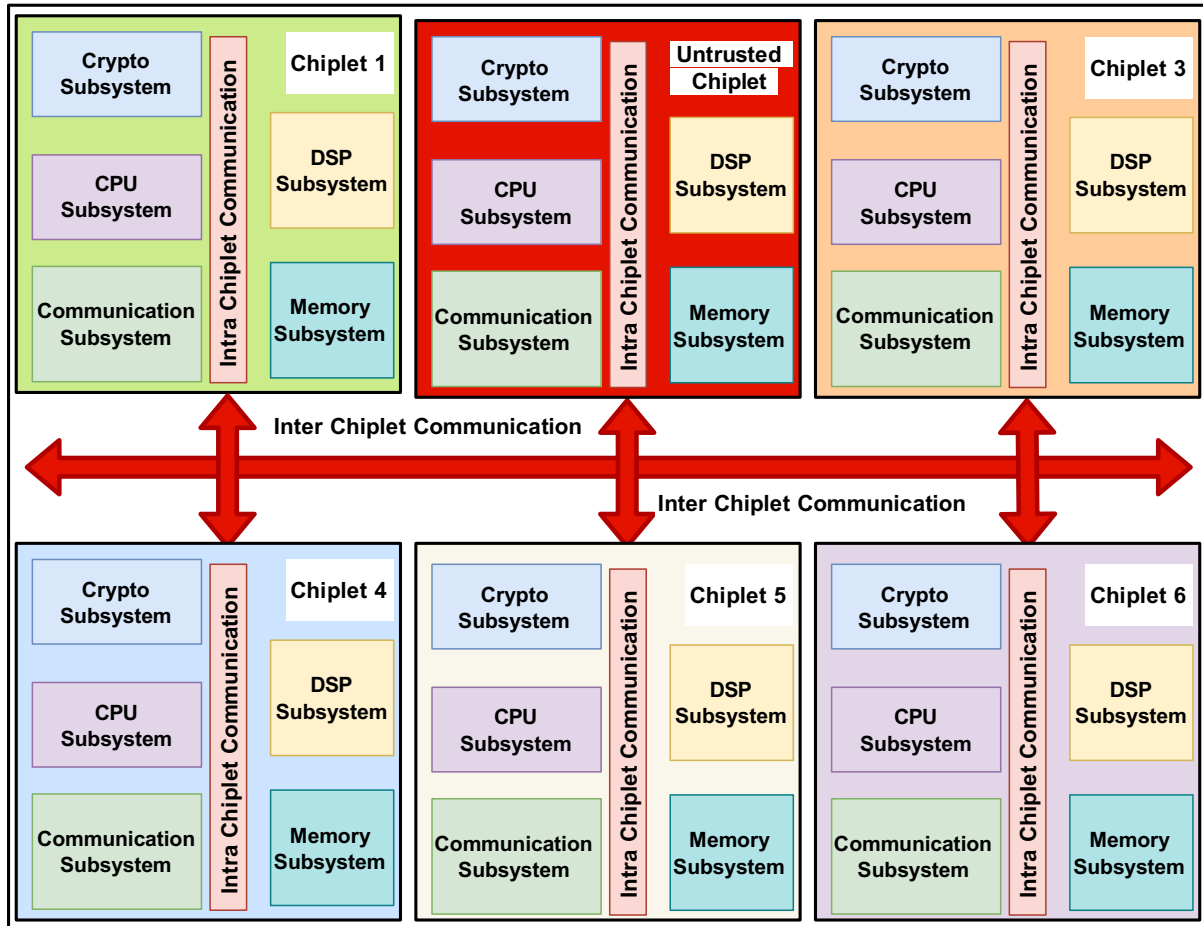 Crypto
Subsystem
Chiplet 1
CPU
Subsystem
DSP
Subsystem
Communication
Subsystem
Memory
Subsystem
Intra Chiplet Communication
Crypto
Subsystem
Untrusted
Chiplet
CPU
Subsystem
DSP
Subsystem
Communication
Subsystem
Memory
Subsystem
Intra Chiplet Communication
Crypto
Subsystem
Chiplet 3
CPU
Subsystem
DSP
Subsystem
Communication
Subsystem
Memory
Subsystem
Intra Chiplet Communication
Inter Chiplet Communication
Inter Chiplet Communication
Crypto
Subsystem
Chiplet 4
CPU
Subsystem
DSP
Subsystem
Communication
Subsystem
Memory
Subsystem
Intra Chiplet Communication
Crypto
Subsystem
Chiplet 5
CPU
Subsystem
DSP
Subsystem
Communication
Subsystem
Memory
Subsystem
Intra Chiplet Communication
Crypto
Subsystem
Chiplet 6
CPU
Subsystem
DSP
Subsystem
Communication
Subsystem
Memory
Subsystem
Intra Chiplet Communication